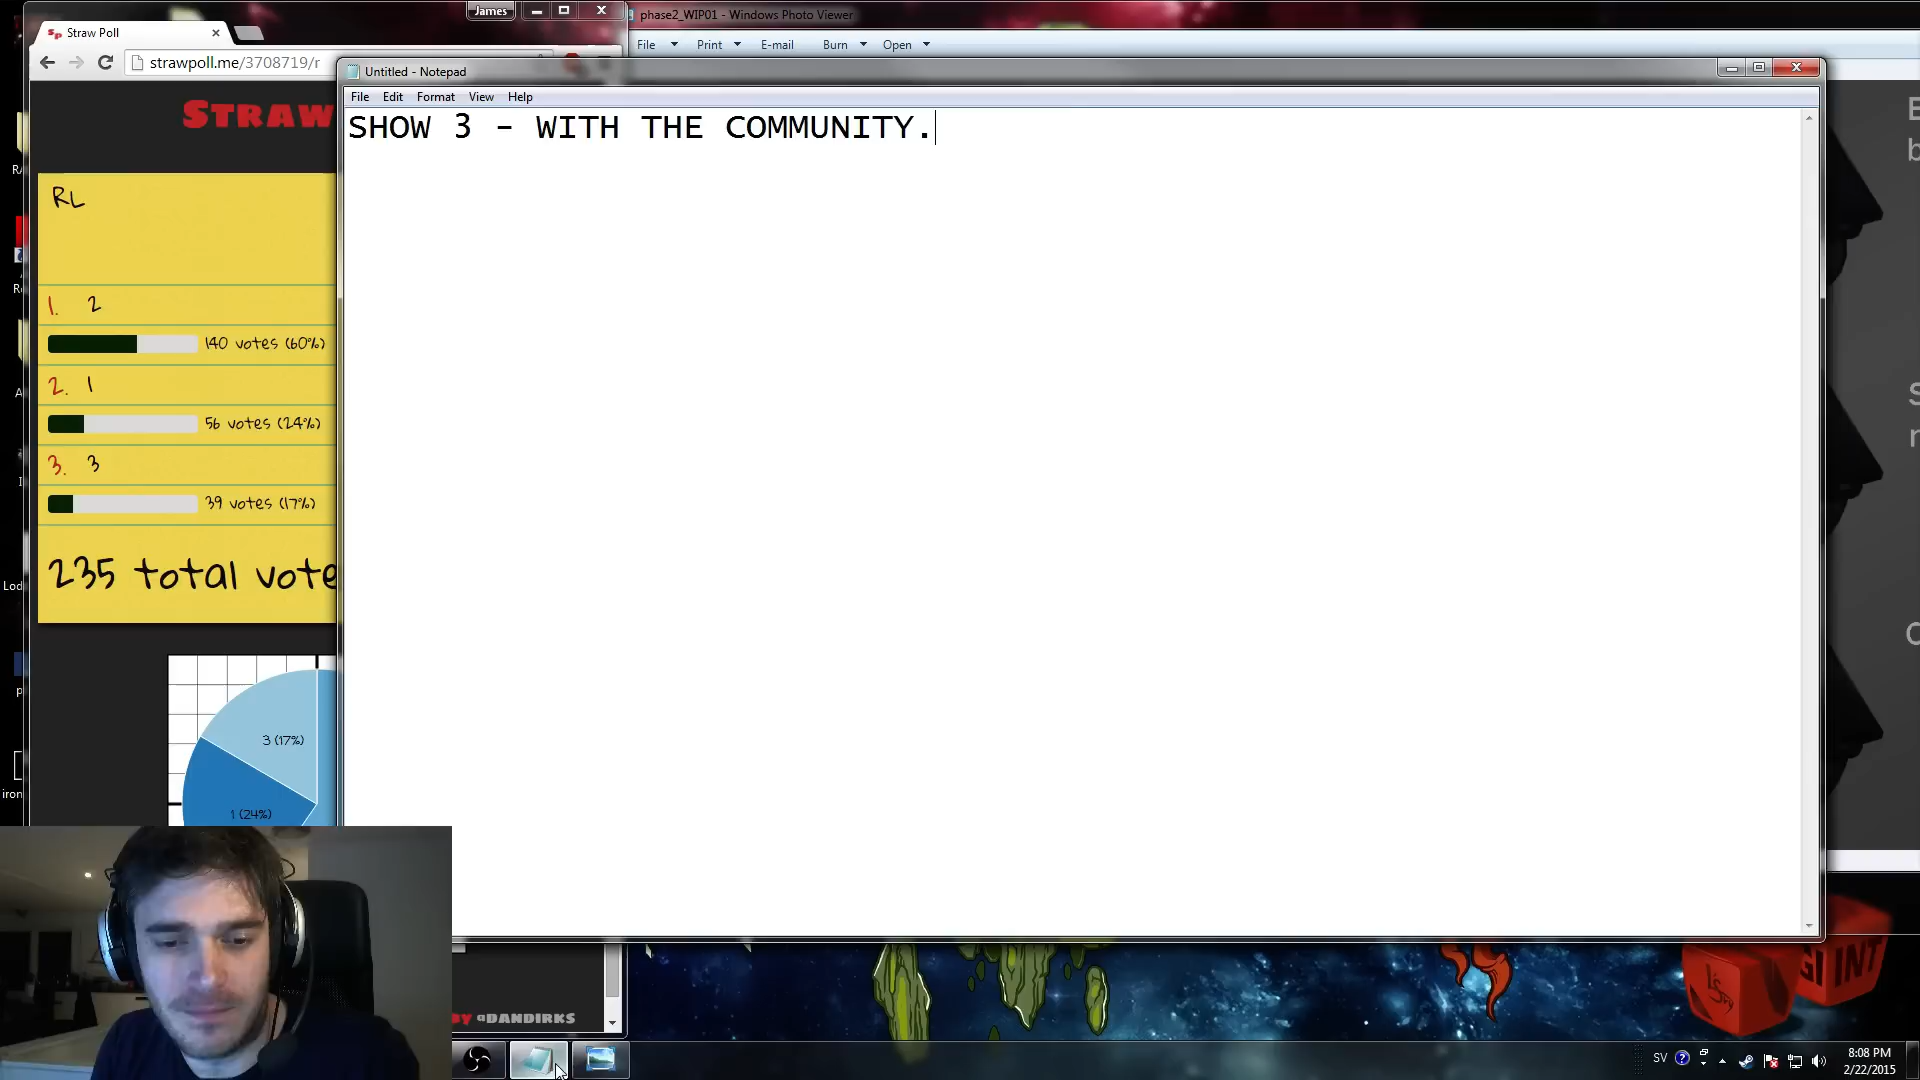 James
Straw Poll
strawpoll.me/3708719/r
STRAW
RL
1. 2
140 votes (60%)
2. 1
56 votes (24%)
3. 3
39 votes (17%)
235 total vote
3 (17%)
1 (24%)
BY @DANDIRKS
phase2_WIP01 - Windows Photo Viewer
File Print E-mail Burn Open
Untitled - Notepad
File Edit Format View Help
SHOW 3 - WITH THE COMMUNITY.
Lod
iron
SV
8:08 PM
2/22/2015